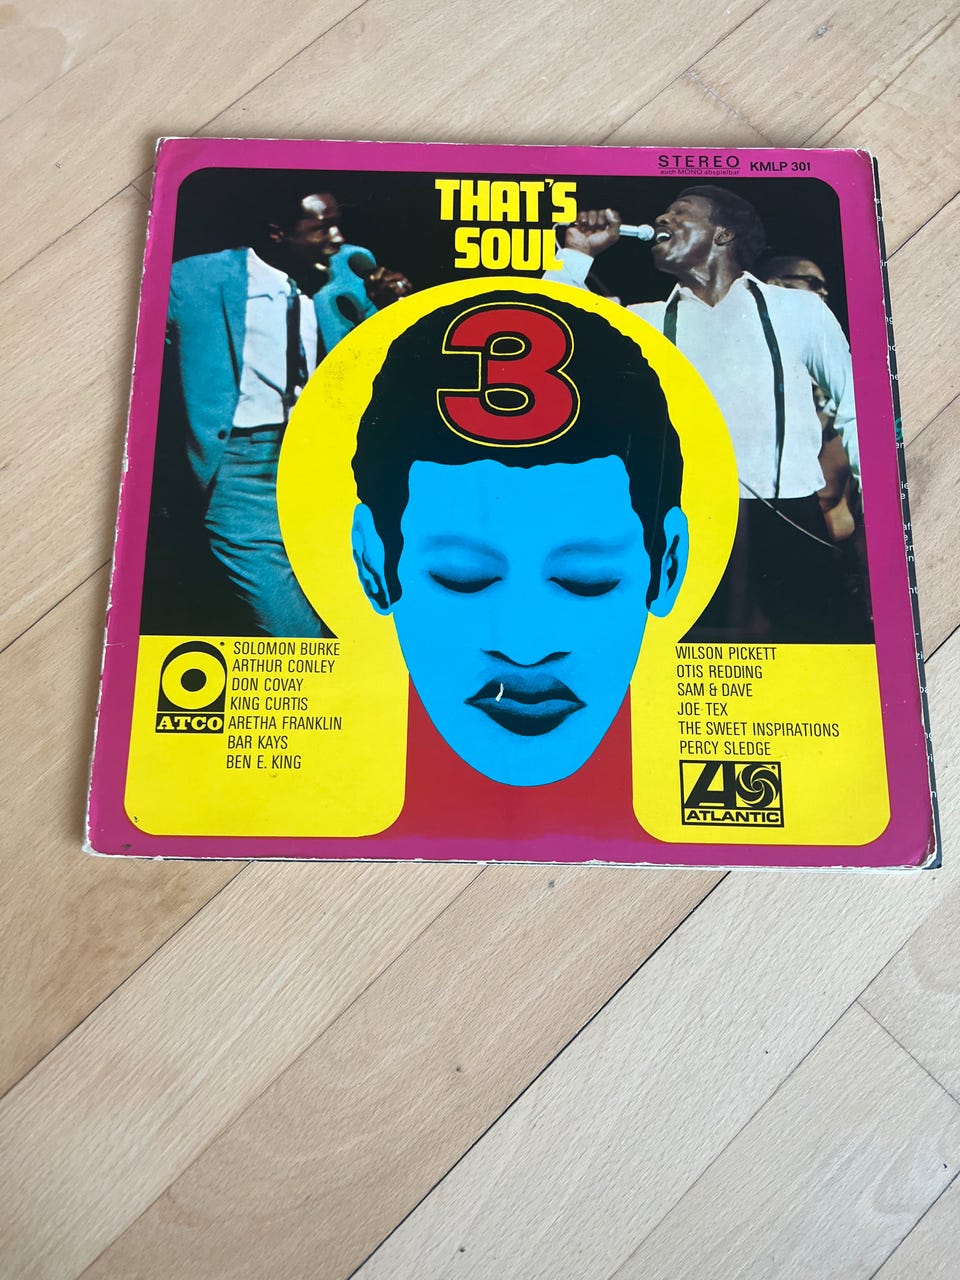 STEREO KMLP 301
auch MONO abspielbar
THAT'S
SOUL
3
SOLOMON BURKE
ARTHUR CONLEY
DON COVAY
KING CURTIS
ARETHA FRANKLIN
BAR KAYS
BEN E. KING
ATCO
WILSON PICKETT
OTIS REDDING
SAM & DAVE
JOE TEX
THE SWEET INSPIRATIONS
PERCY SLEDGE
ATLANTIC